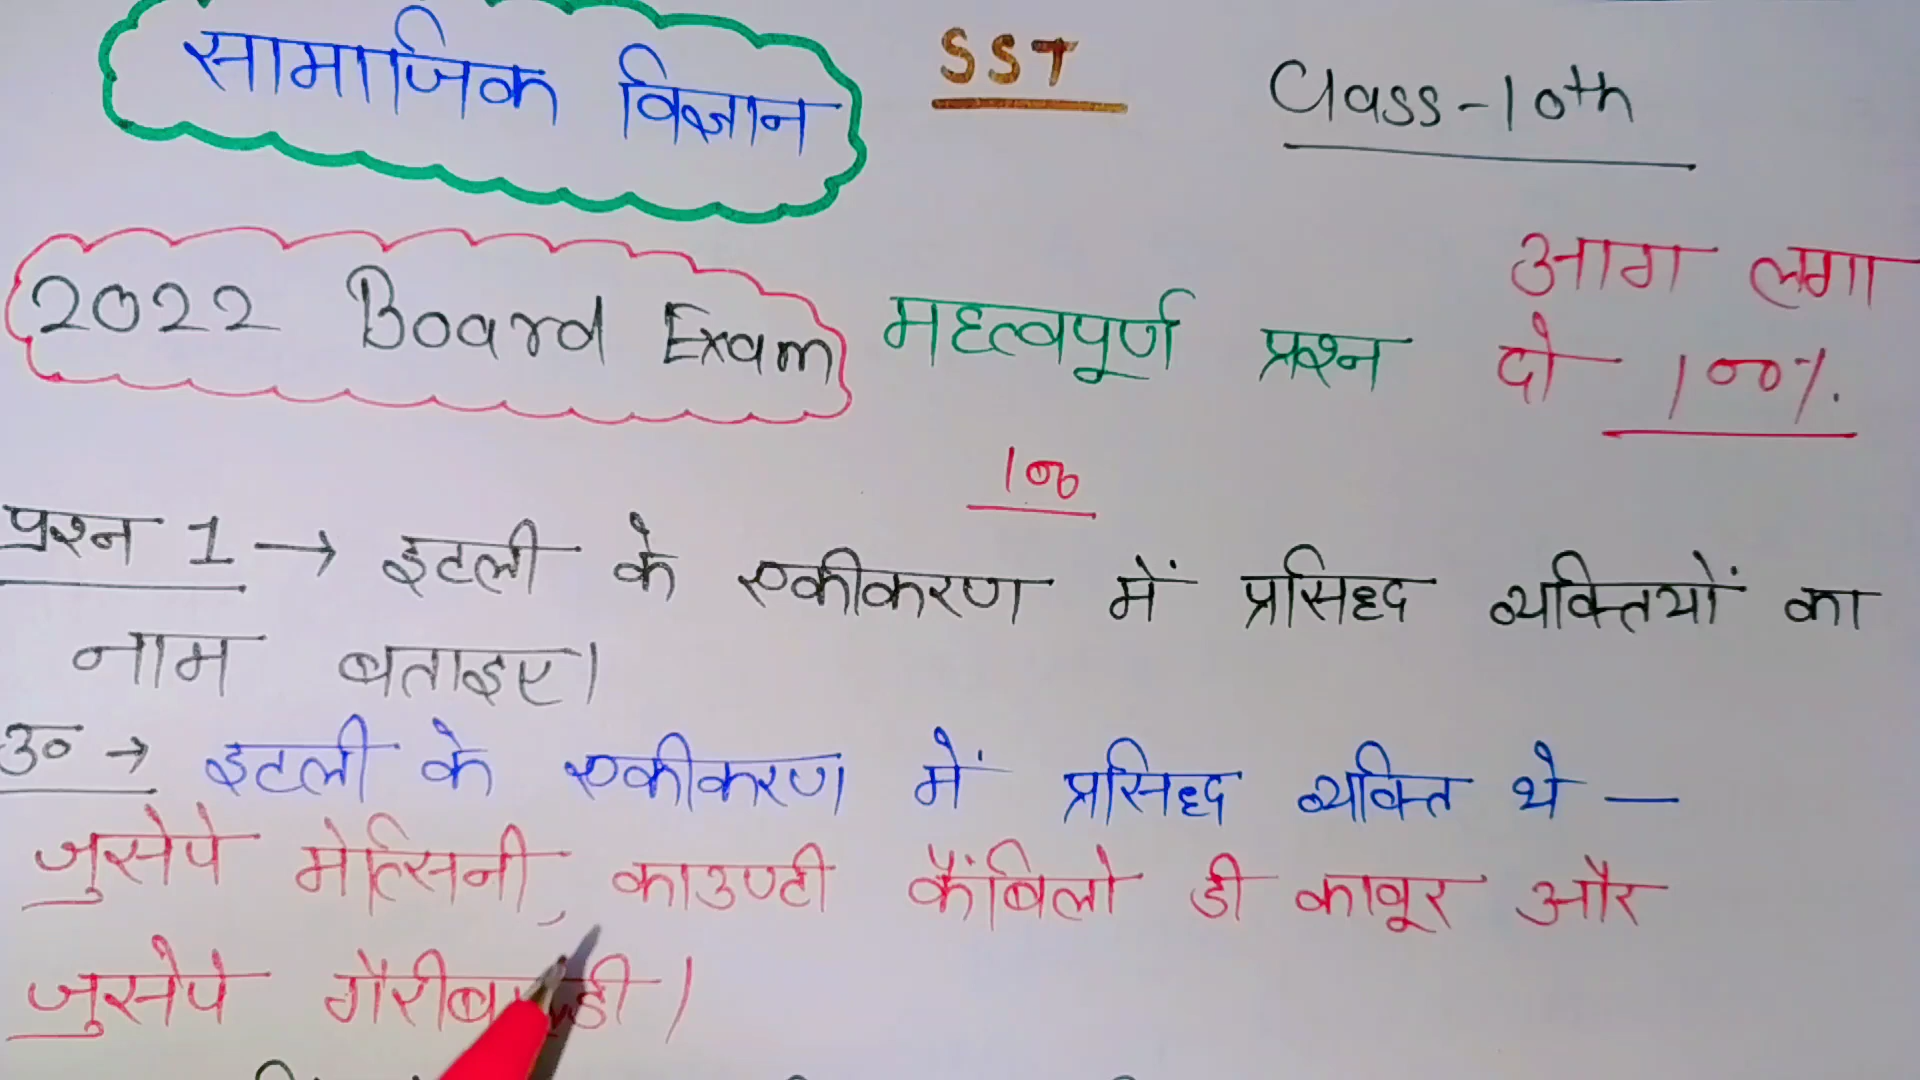 सामाजिक विज्ञान SST Class-10th
2022 Board Exam महत्वपूर्ण प्रश्न आग लगा
दो 100%
100
प्रश्न 1 → इटली के एकीकरण में प्रसिद्ध व्यक्तियों का
नाम बताइए।
उ० → इटली के एकीकरण में प्रसिद्ध व्यक्ति थे –
जुसेपे मेत्सिनी, काउण्टी कैंबिलो डी कावूर और
जुसेपे